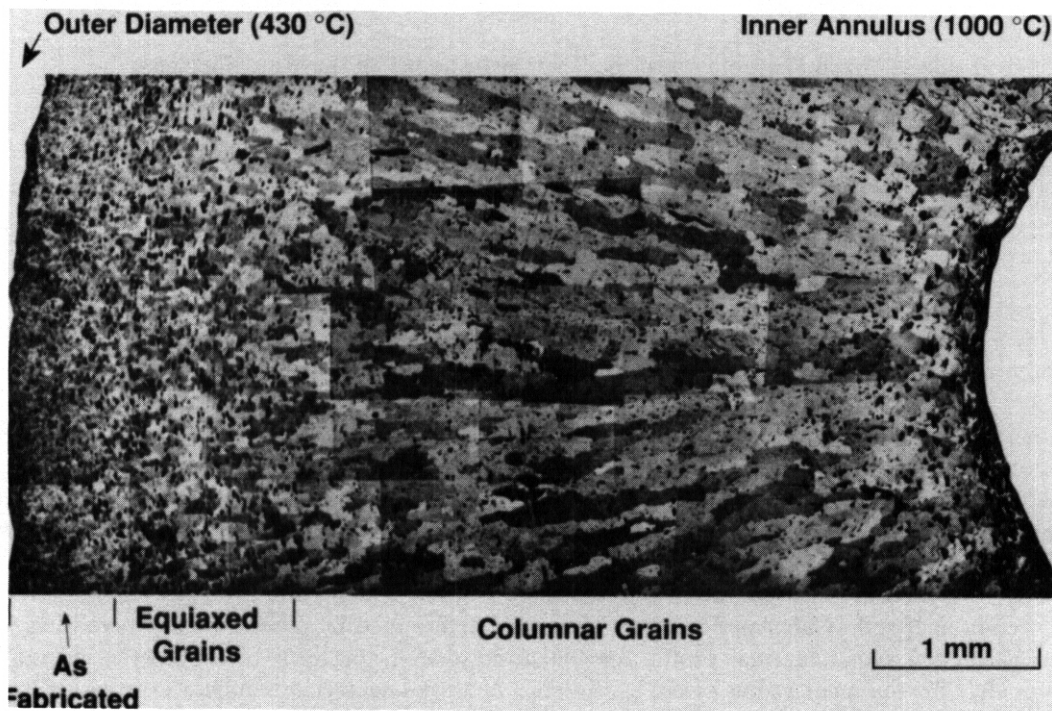 Outer Diameter (430 °C)
Inner Annulus (1000 °C)
Equiaxed
Grains
Columnar Grains
1 mm
As
Fabricated